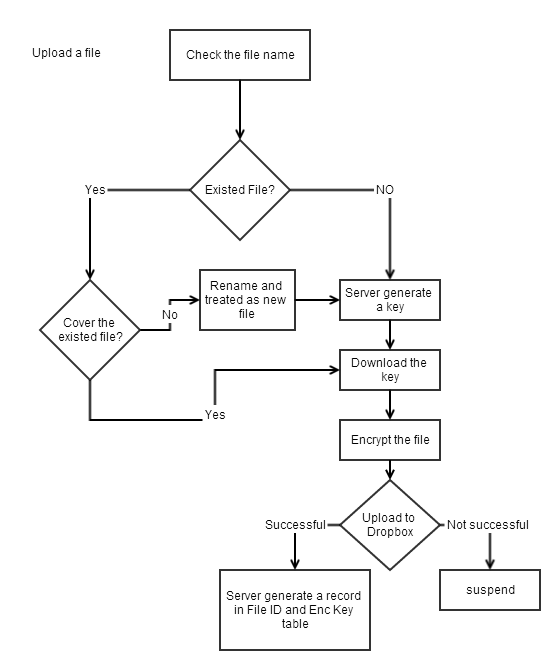 Upload a file
Check the file name
Existed File?
Yes
NO
Rename and
treated as new
file
Server generate
a key
No
Cover the
existed file?
Download the
key
Yes
Encrypt the file
Upload to
Dropbox
Successful
Not successful
Server generate a record
in File ID and Enc Key
table
suspend